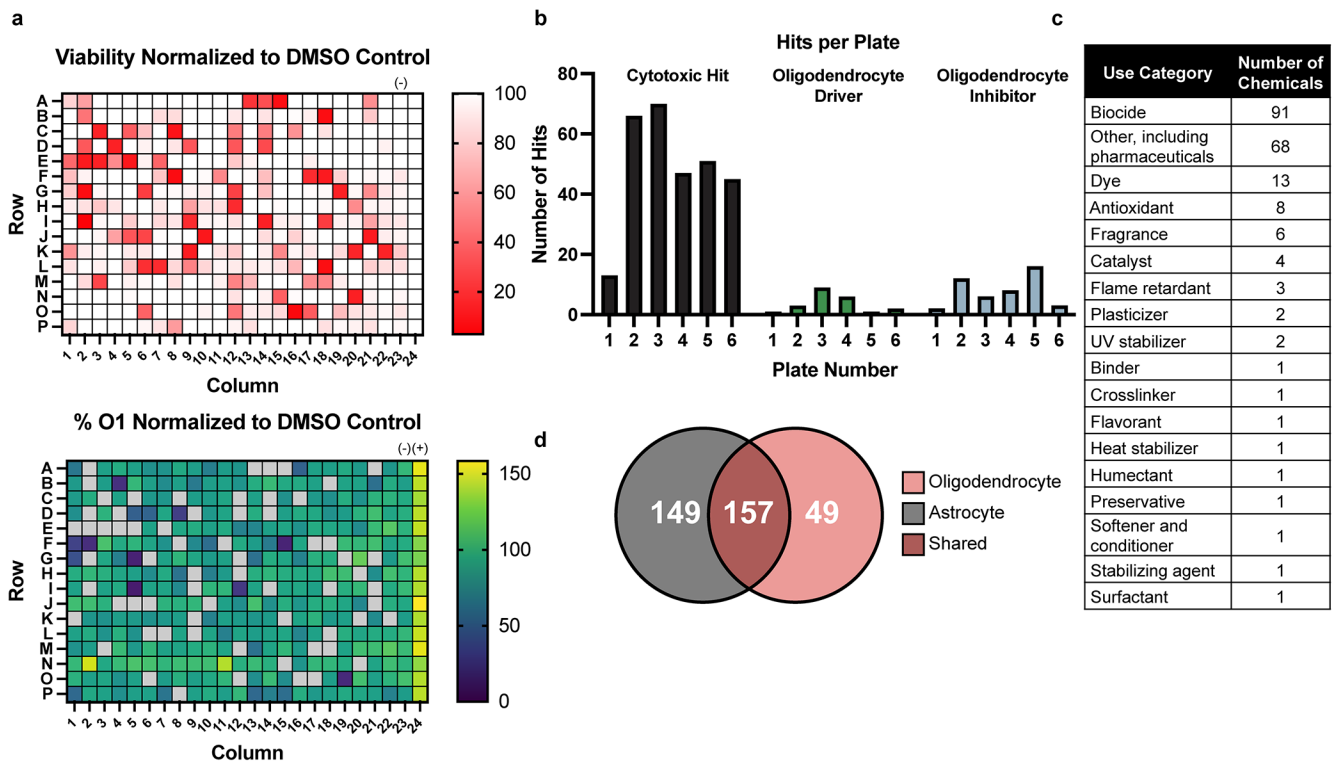 a
Viability Normalized to DMSO Control
(-)
A
B
C
D
E
F
G
H
I
J
K
L
M
N
O
P
Row
1 2 3 4 5 6 7 8 9 10 11 12 13 14 15 16 17 18 19 20 21 22 23 24
Column
100
80
60
40
20
% O1 Normalized to DMSO Control
(-)(+)
A
B
C
D
E
F
G
H
I
J
K
L
M
N
O
P
Row
1 2 3 4 5 6 7 8 9 10 11 12 13 14 15 16 17 18 19 20 21 22 23 24
Column
150
100
50
0
b
Hits per Plate
Cytotoxic Hit
Oligodendrocyte
Driver
Oligodendrocyte
Inhibitor
Number of Hits
80
60
40
20
0
1 2 3 4 5 6 1 2 3 4 5 6 1 2 3 4 5 6
Plate Number
c
Use Category Number of
Chemicals
Biocide 91
Other, including
pharmaceuticals 68
Dye 13
Antioxidant 8
Fragrance 6
Catalyst 4
Flame retardant 3
Plasticizer 2
UV stabilizer 2
Binder 1
Crosslinker 1
Flavorant 1
Heat stabilizer 1
Humectant 1
Preservative 1
Softener and
conditioner 1
Stabilizing agent 1
Surfactant 1
d
149 157 49
Oligodendrocyte
Astrocyte
Shared